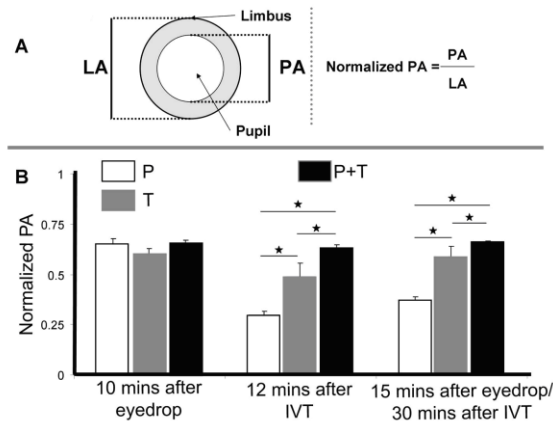 A
Limbus
LA
PA
Pupil
Normalized PA = PA
LA
B
1
0.75
0.5
0.25
0
Normalized PA
P
T
P+T
★
★
★
★
★
★
10 mins after
eyedrop
12 mins after
IVT
15 mins after eyedrop/
30 mins after IVT